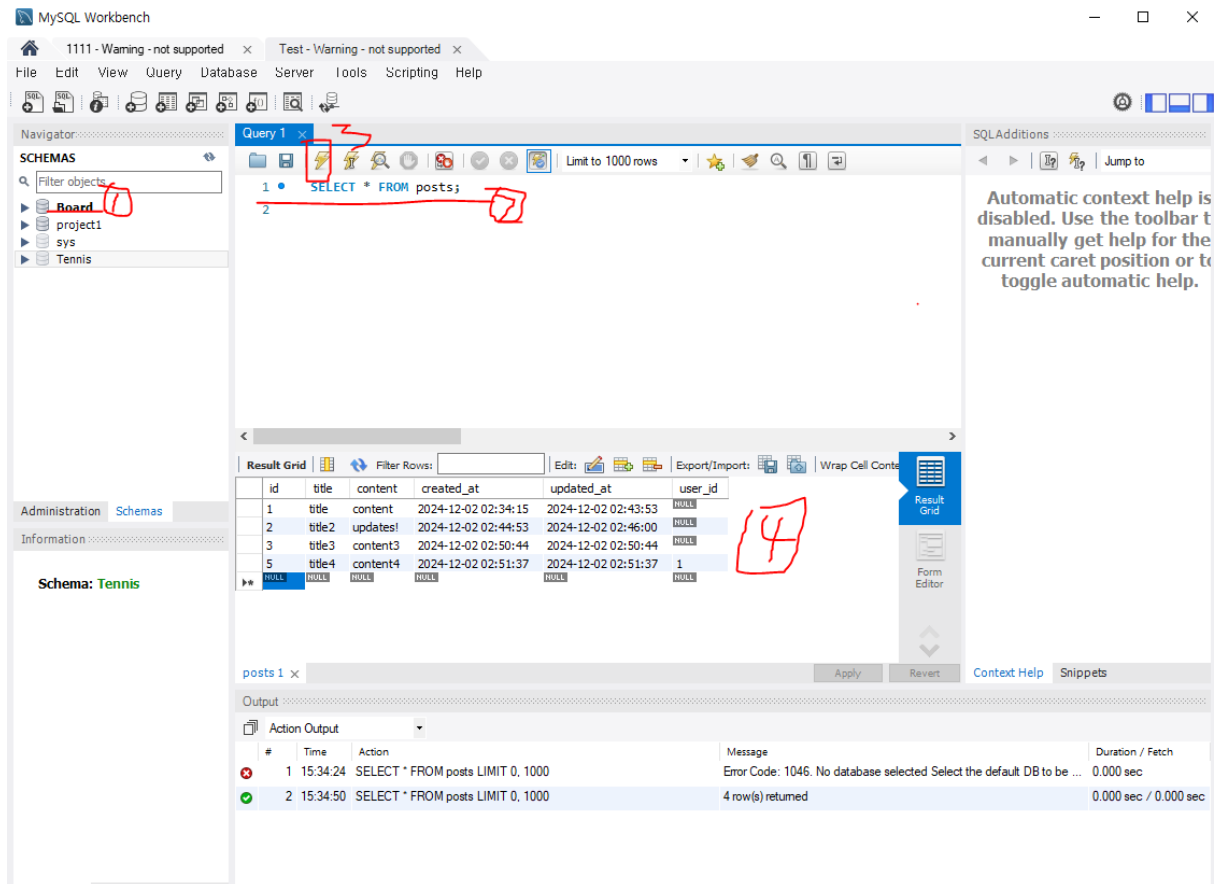 MySQL Workbench
1111 - Warning - not supported
Test - Warning - not supported
File Edit View Query Database Server Tools Scripting Help
Navigator
SCHEMAS
Filter objects
Board
1
project1
sys
Tennis
Administration Schemas
Information
Schema: Tennis
Query 1
3
Limit to 1000 rows
1 SELECT * FROM posts;
2
2
Result Grid Filter Rows: Edit: Export/Import: Wrap Cell Conte
id title content created_at updated_at user_id
1 title content 2024-12-02 02:34:15 2024-12-02 02:43:53 NULL
2 title2 updates! 2024-12-02 02:44:53 2024-12-02 02:46:00 NULL
3 title3 content3 2024-12-02 02:50:44 2024-12-02 02:50:44 NULL
5 title4 content4 2024-12-02 02:51:37 2024-12-02 02:51:37 1
NULL NULL NULL NULL NULL NULL
4
Result
Grid
Form
Editor
posts 1
Apply Revert
SQLAdditions
Jump to
Automatic context help is
disabled. Use the toolbar t
manually get help for the
current caret position or to
toggle automatic help.
Context Help Snippets
Output
Action Output
# Time Action Message Duration / Fetch
1 15:34:24 SELECT * FROM posts LIMIT 0, 1000 Error Code: 1046. No database selected Select the default DB to be ... 0.000 sec
2 15:34:50 SELECT * FROM posts LIMIT 0, 1000 4 row(s) returned 0.000 sec / 0.000 sec